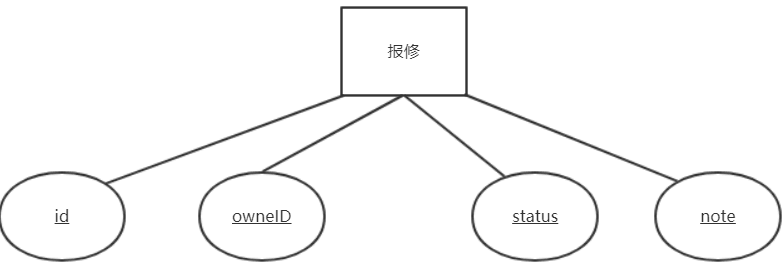 报修
id
owneID
status
note